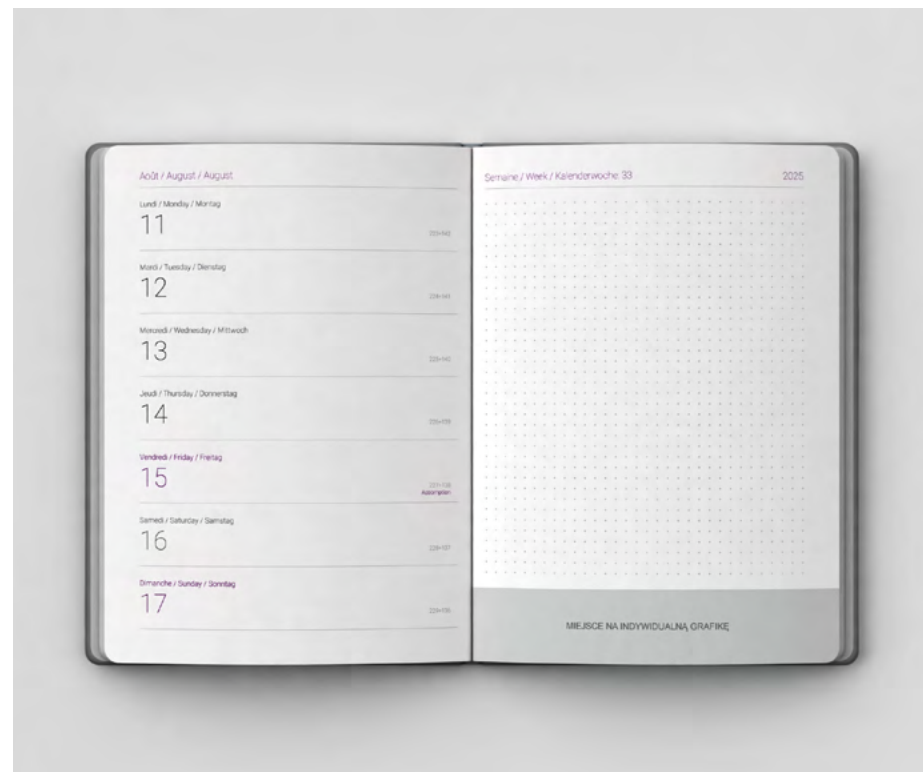 Août / August / August
Lundi / Monday / Montag
11
Mardi / Tuesday / Dienstag
12
Mercredi / Wednesday / Mittwoch
13
Jeudi / Thursday / Donnerstag
14
Vendredi / Friday / Freitag
15
Assomption
Samedi / Saturday / Samstag
16
Dimanche / Sunday / Sonntag
17
Semaine / Week / Kalenderwoche 33
2025
MIEJSCE NA INDYWIDUALNĄ GRAFIKĘ